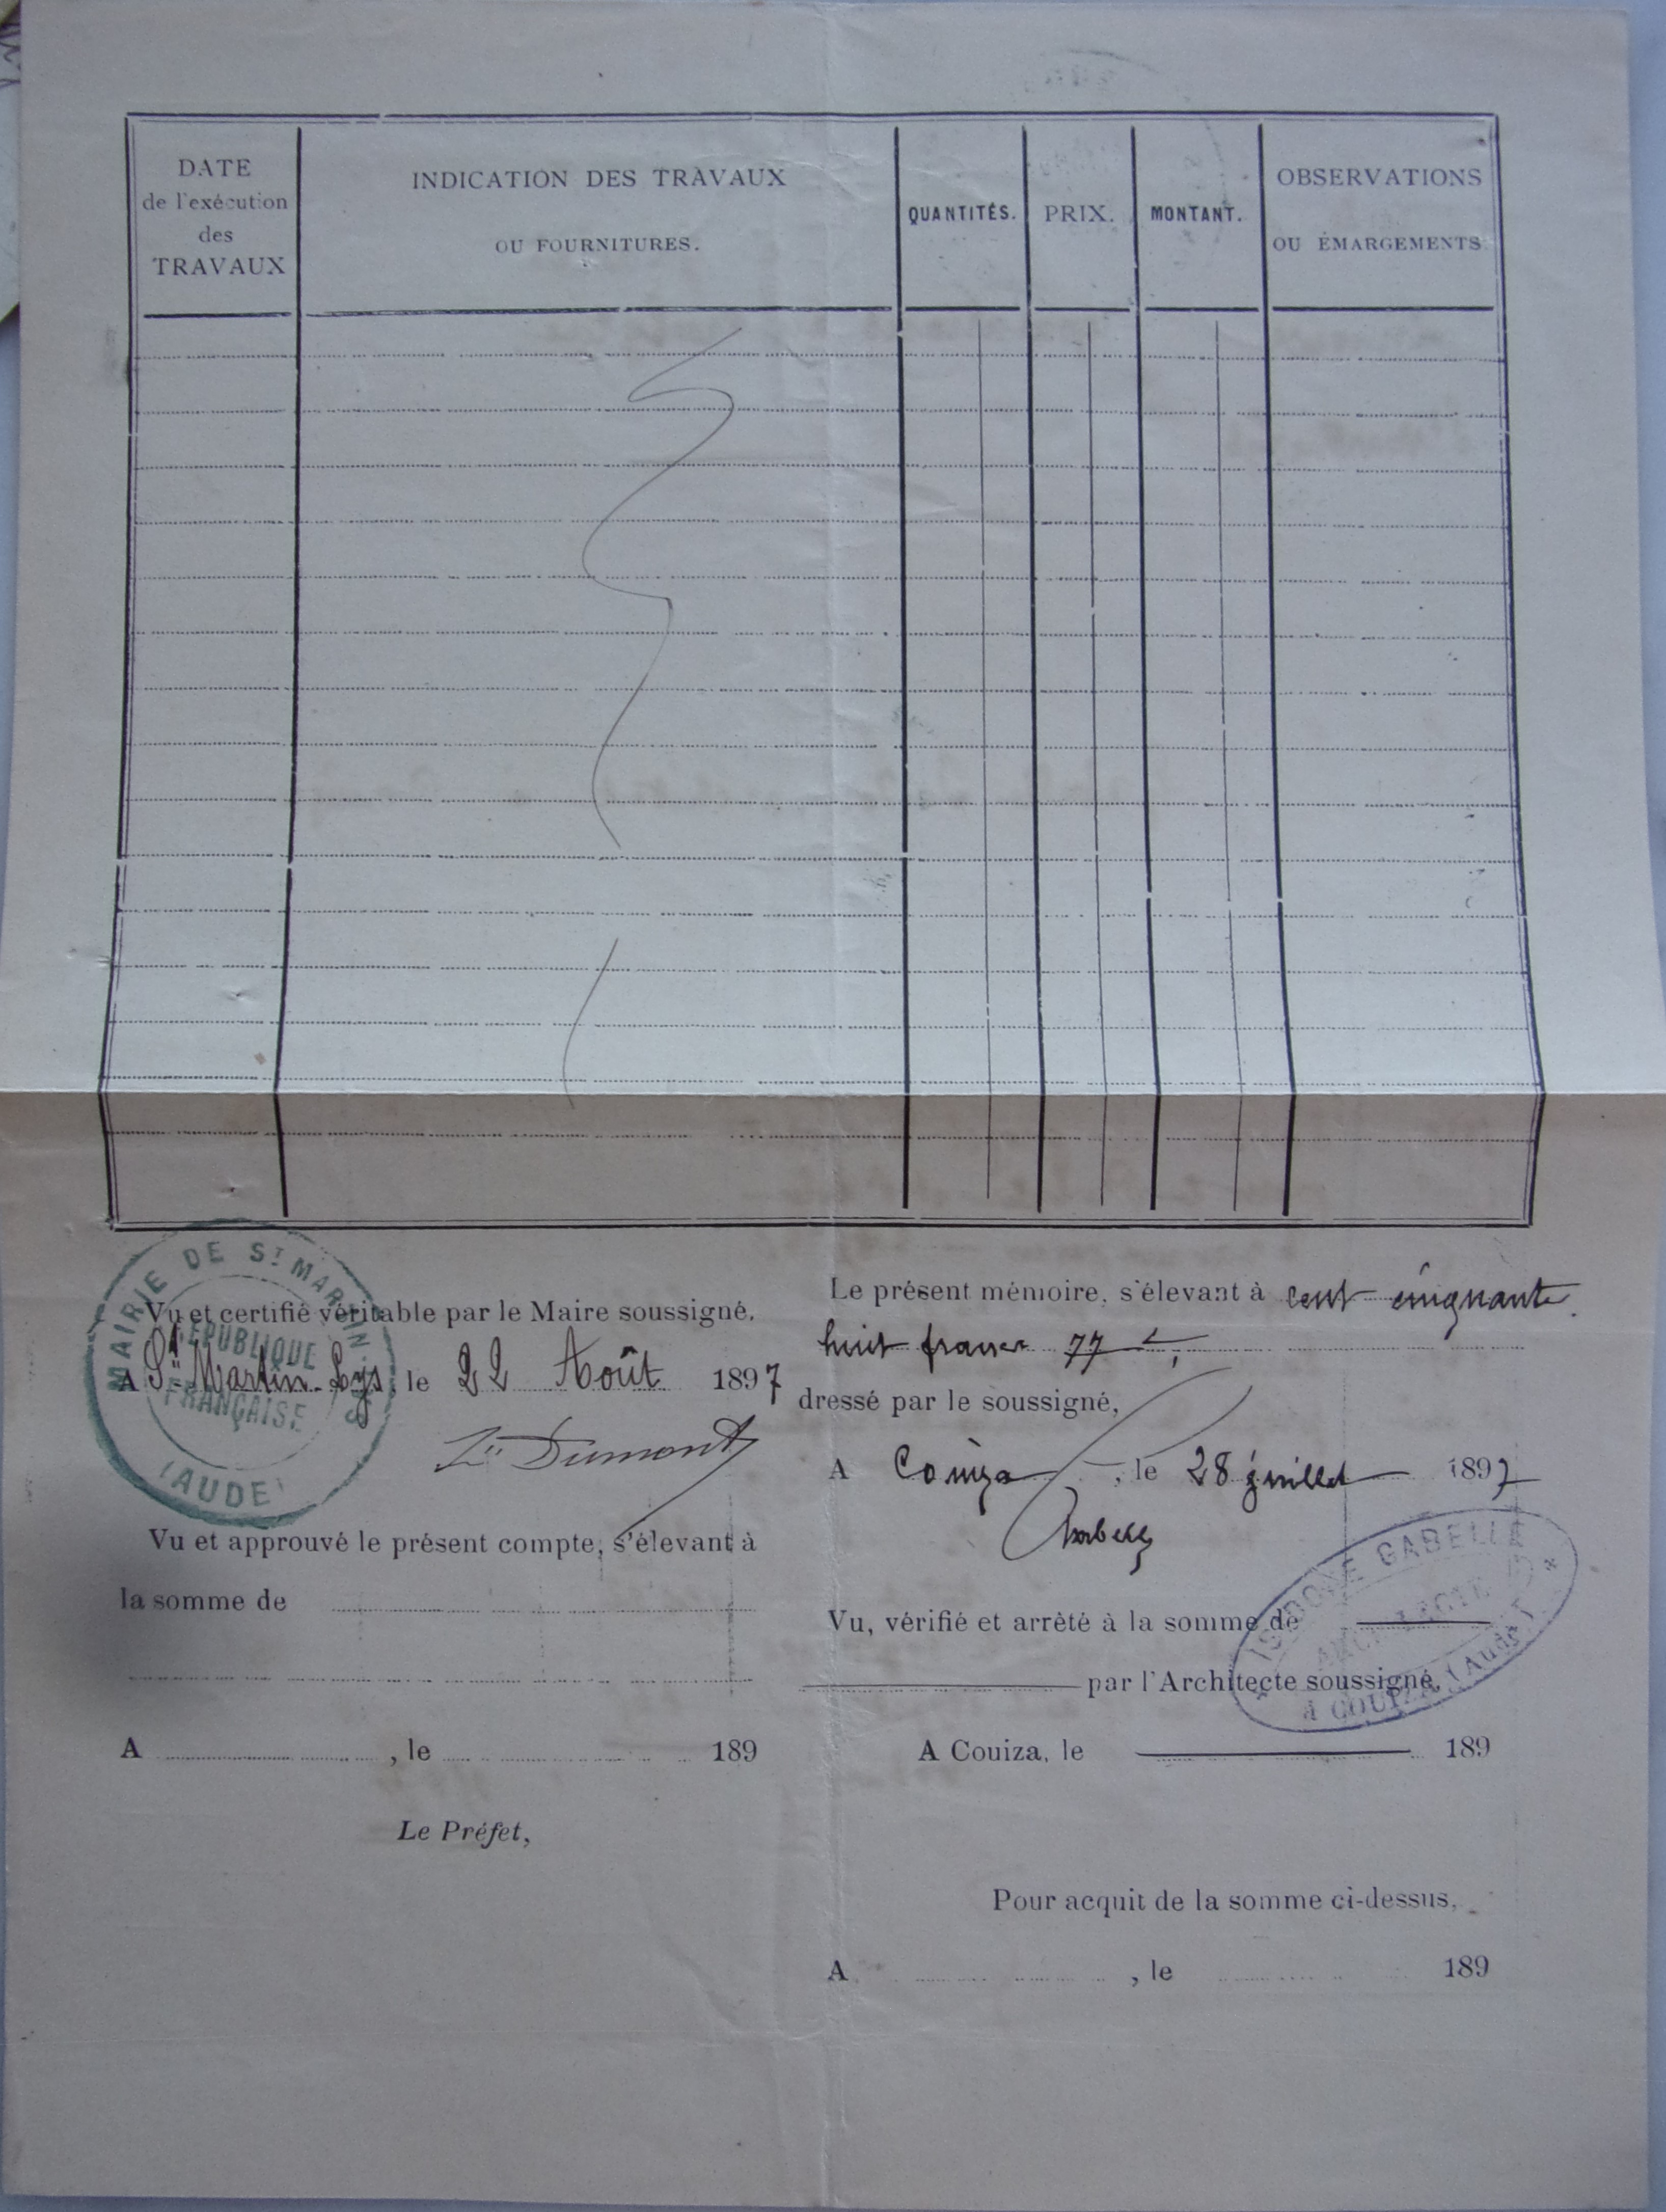 DATE
de l'exécution
des
TRAVAUX
INDICATION DES TRAVAUX
OU FOURNITURES.
QUANTITÉS.
PRIX.
MONTANT.
OBSERVATIONS
OU ÉMARGEMENTS
MAIRIE DE St MARTIN-LYS
RÉPUBLIQUE
FRANÇAISE
(AUDE)
Vu et certifié véritable par le Maire soussigné.
A St Martin-Lys, le 22 Août 1897
Dumont
Vu et approuvé le présent compte, s'élevant à
la somme de
A , le 189
Le Préfet,
Le présent mémoire, s'élevant à cent cinquante
huit francs 77 c,
dressé par le soussigné,
A Couiza, le 28 juillet 1897
ISIDORE GABELLE
ARCHITECTE
A COUIZA (Aude)
Vu, vérifié et arrêté à la somme de
par l'Architecte soussigné,
A Couiza, le 189
Pour acquit de la somme ci-dessus,
A , le 189